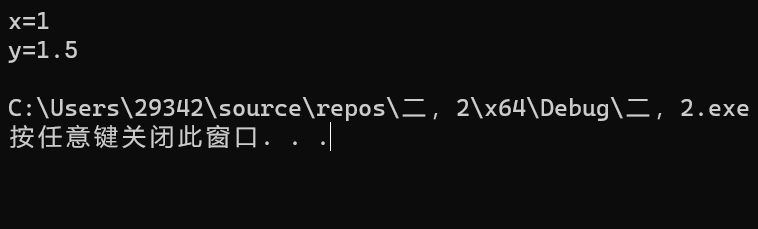 x=1
y=1.5
C:\Users\29342\source\repos\二，2\x64\Debug\二，2.exe
按任意键关闭此窗口. . .